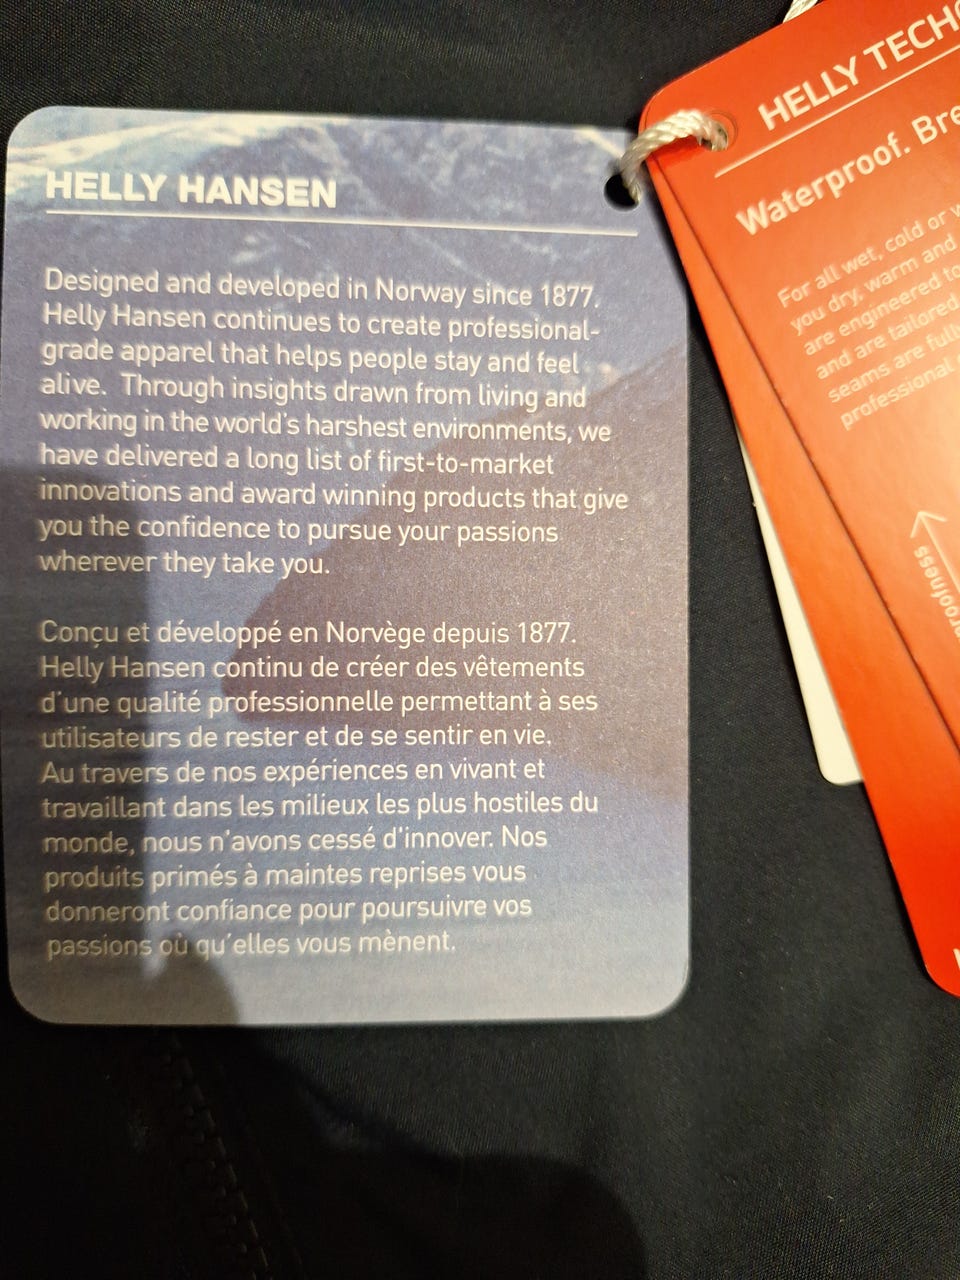 HELLY HANSEN
Designed and developed in Norway since 1877.
Helly Hansen continues to create professional-
grade apparel that helps people stay and feel
alive.  Through insights drawn from living and
working in the world's harshest environments, we
have delivered a long list of first-to-market
innovations and award winning products that give
you the confidence to pursue your passions
wherever they take you.
Conçu et développé en Norvège depuis 1877.
Helly Hansen continu de créer des vêtements
d'une qualité professionnelle permettant à ses
utilisateurs de rester et de se sentir en vie.
Au travers de nos expériences en vivant et
travaillant dans les milieux les plus hostiles du
monde, nous n'avons cessé d'innover. Nos
produits primés à maintes reprises vous
donneront confiance pour poursuivre vos
passions où qu'elles vous mènent.
HELLY TECH
Waterproof.
For all wet, cold or
you dry, warm and
are engineered
and are tailored
seams are
professional